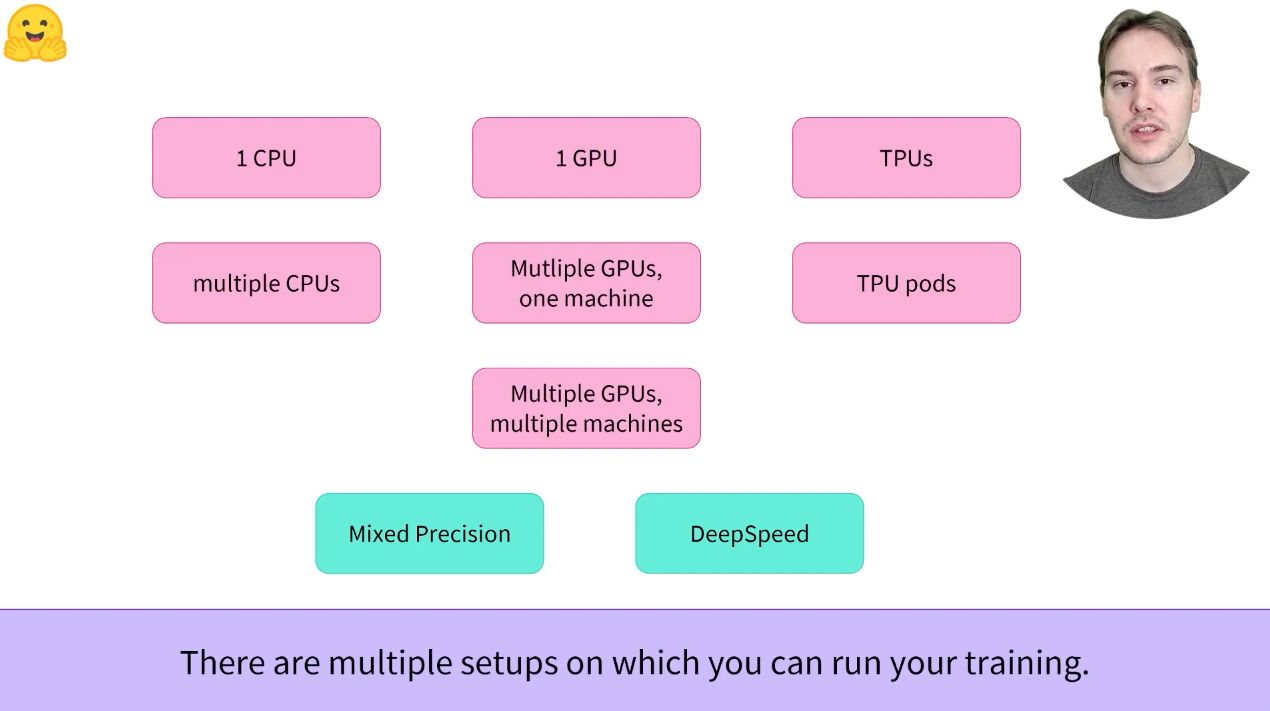 1 CPU
1 GPU
TPUs
multiple CPUs
Mutliple GPUs,
one machine
TPU pods
Multiple GPUs,
multiple machines
Mixed Precision
DeepSpeed
There are multiple setups on which you can run your training.